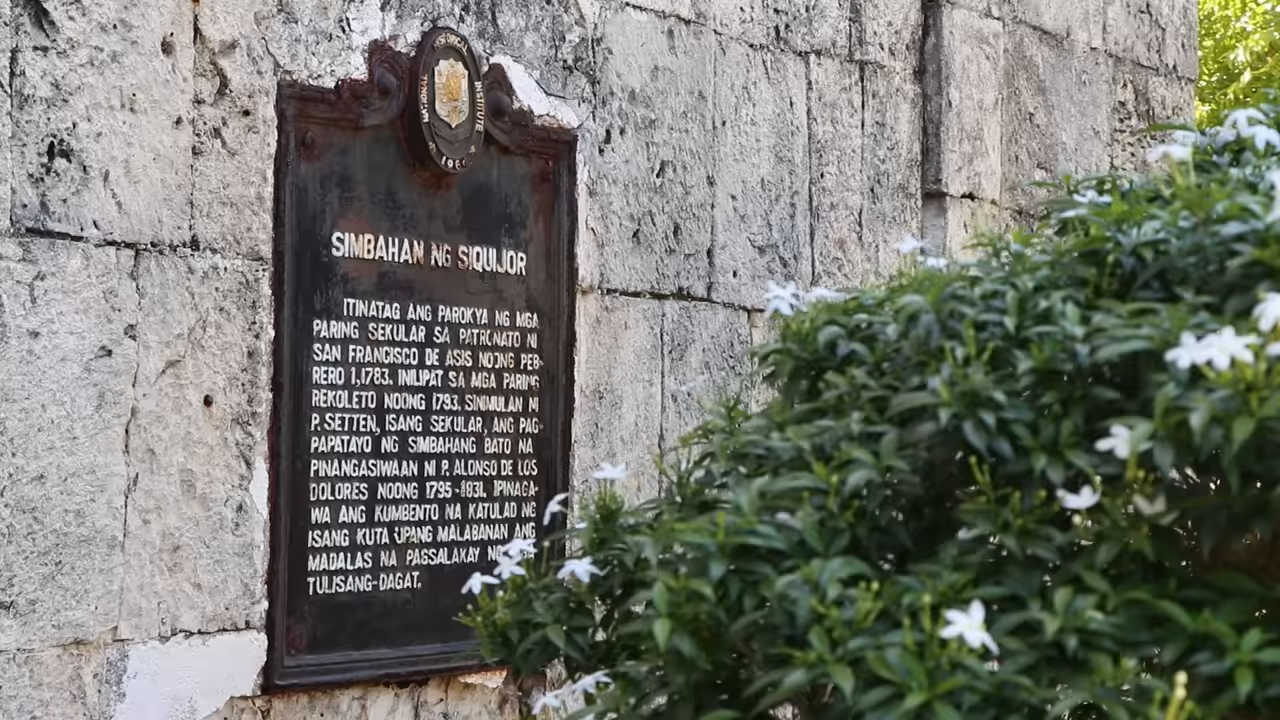 NATIONAL HISTORICAL INSTITUTE
SIMBAHAN NG SIQUIJOR
ITINATAG ANG PAROKYA NG MGA
PARING SEKULAR SA PATRONATO NI
SAN FRANCISCO DE ASIS NOONG PEB-
RERO 1,1783. INILIPAT SA MGA PARING
REKOLETO NOONG 1793. SINIMULAN NI
P. SETTEN, ISANG SEKULAR, ANG PAG-
PAPATAYO NG SIMBAHANG BATO NA
PINANGASIWAAN NI P. ALONSO DE LOS
DOLORES NOONG 1795-1831. IPINAGA-
WA ANG KUMBENTO NA KATULAD NG
ISANG KUTA UPANG MALABANAN ANG
MADALAS NA PAGSALAKAY
TULISANG-DAGAT.